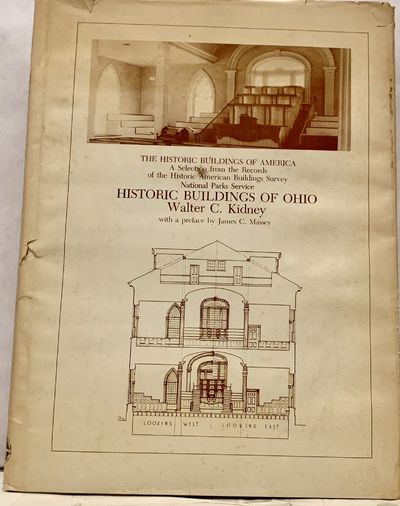 THE HISTORIC BUILDINGS OF AMERICA
A Selection from the Records
of the Historic American Buildings Survey
National Parks Service
HISTORIC BUILDINGS OF OHIO
Walter C. Kidney
with a preface by James C. Massey
LOOKING WEST LOOKING EAST